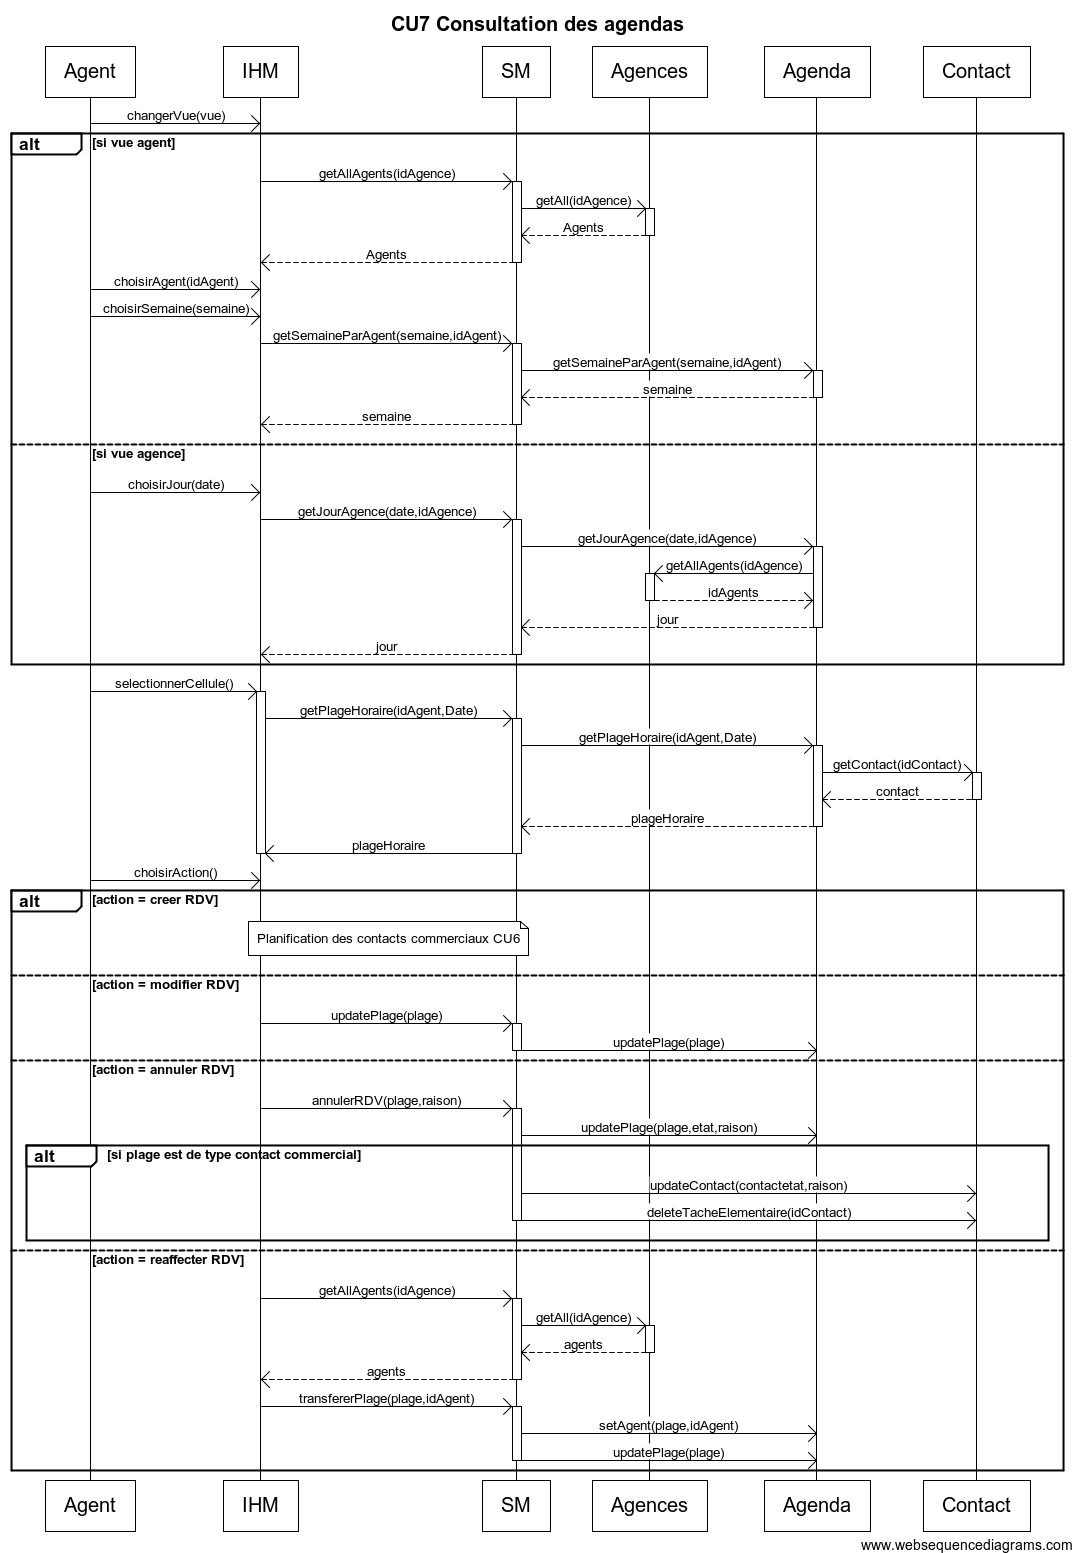 CU7 Consultation des agendas
Agent IHM SM Agences Agenda Contact
changerVue(vue)
alt [si vue agent]
getAllAgents(idAgence)
getAll(idAgence)
Agents
Agents
choisirAgent(idAgent)
choisirSemaine(semaine)
getSemaineParAgent(semaine,idAgent)
getSemaineParAgent(semaine,idAgent)
semaine
semaine
[si vue agence]
choisirJour(date)
getJourAgence(date,idAgence)
getJourAgence(date,idAgence)
getAllAgents(idAgence)
idAgents
jour
jour
selectionnerCellule()
getPlageHoraire(idAgent,Date)
getPlageHoraire(idAgent,Date)
getContact(idContact)
contact
plageHoraire
plageHoraire
choisirAction()
alt [action = creer RDV]
Planification des contacts commerciaux CU6
[action = modifier RDV]
updatePlage(plage)
updatePlage(plage)
[action = annuler RDV]
annulerRDV(plage,raison)
updatePlage(plage,etat,raison)
alt [si plage est de type contact commercial]
updateContact(contactetat,raison)
deleteTacheElementaire(idContact)
[action = reaffecter RDV]
getAllAgents(idAgence)
getAll(idAgence)
agents
agents
transfererPlage(plage,idAgent)
setAgent(plage,idAgent)
updatePlage(plage)
Agent IHM SM Agences Agenda Contact
www.websequencediagrams.com